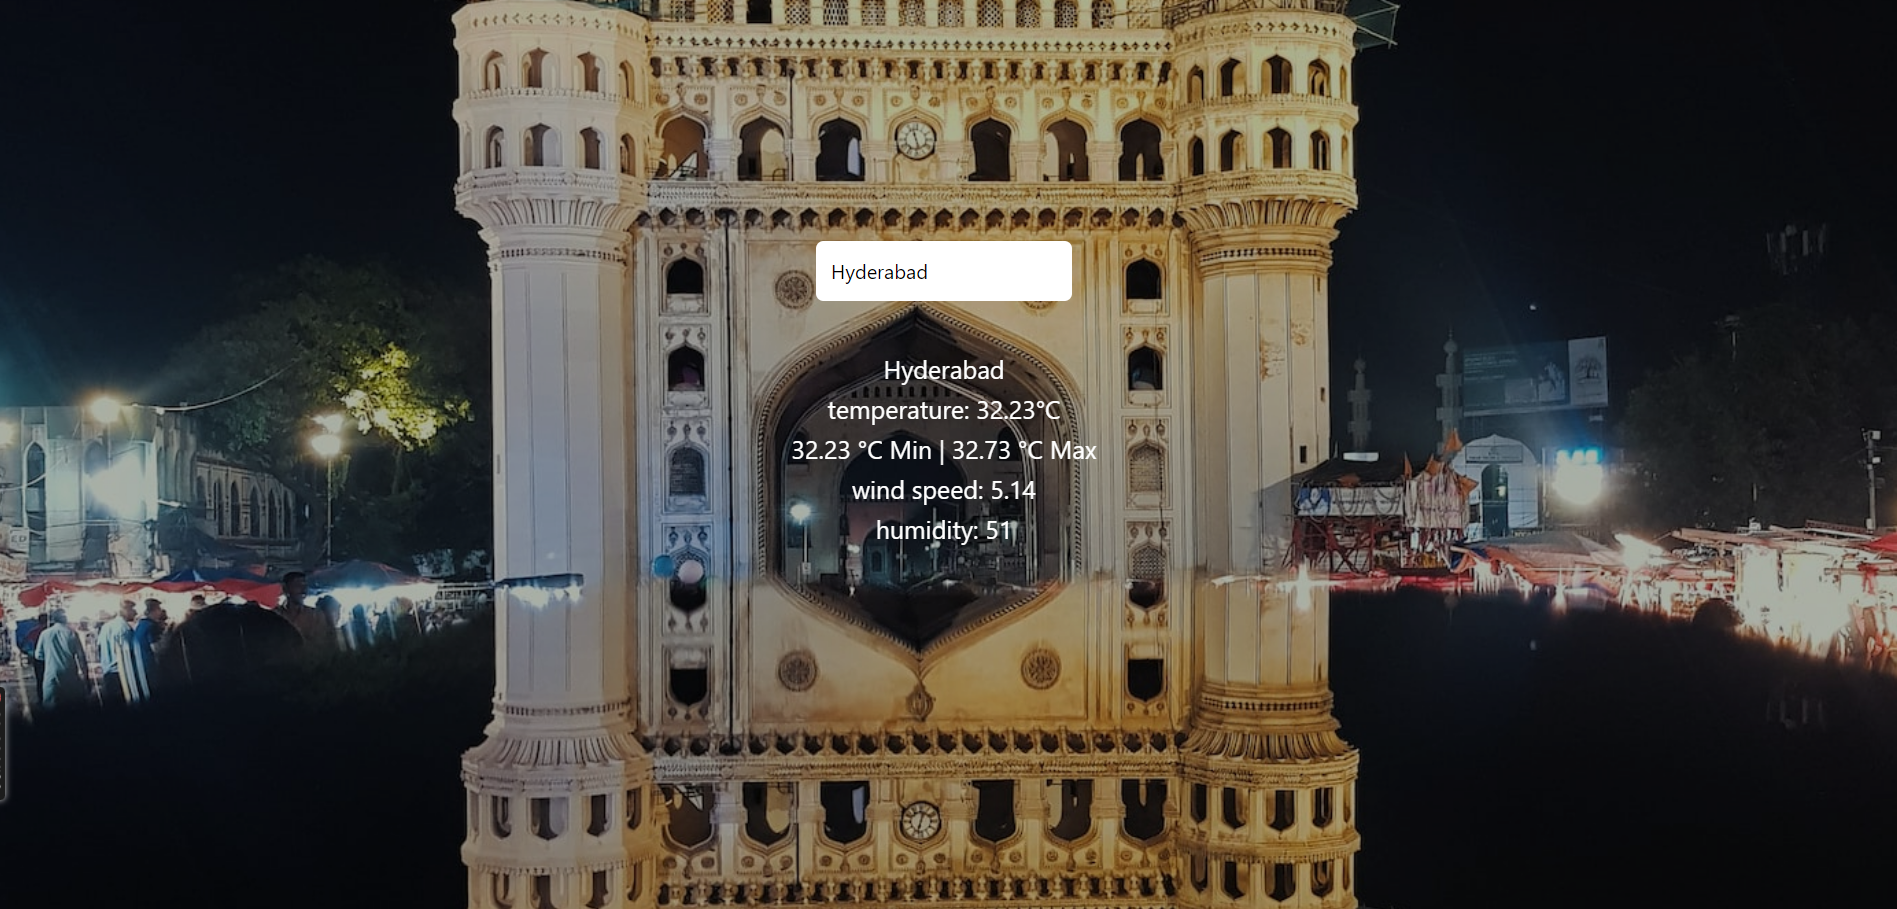 Hyderabad
Hyderabad
temperature: 32.23°C
32.23 °C Min | 32.73 °C Max
wind speed: 5.14
humidity: 51